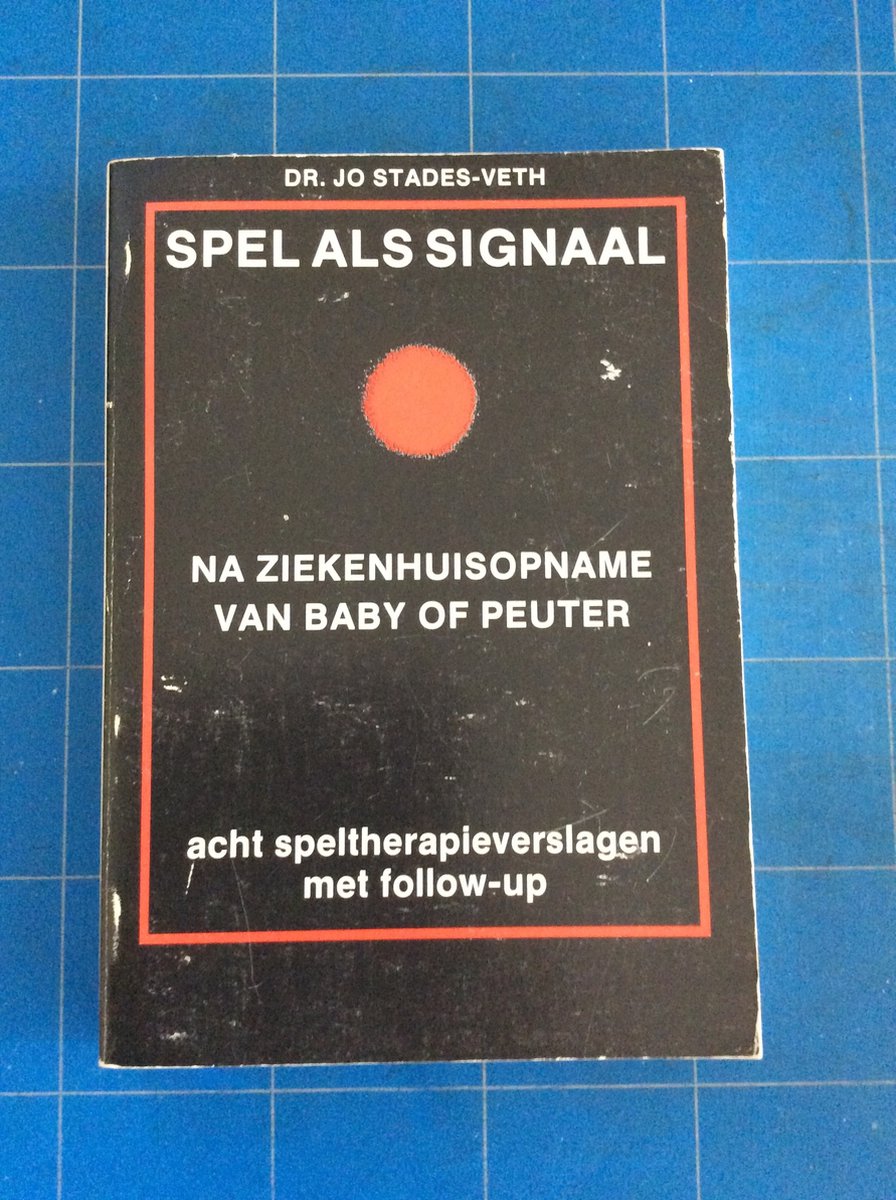 DR. JO STADES-VETH
SPEL ALS SIGNAAL
NA ZIEKENHUISOPNAME
VAN BABY OF PEUTER
acht speltherapieverslagen
met follow-up